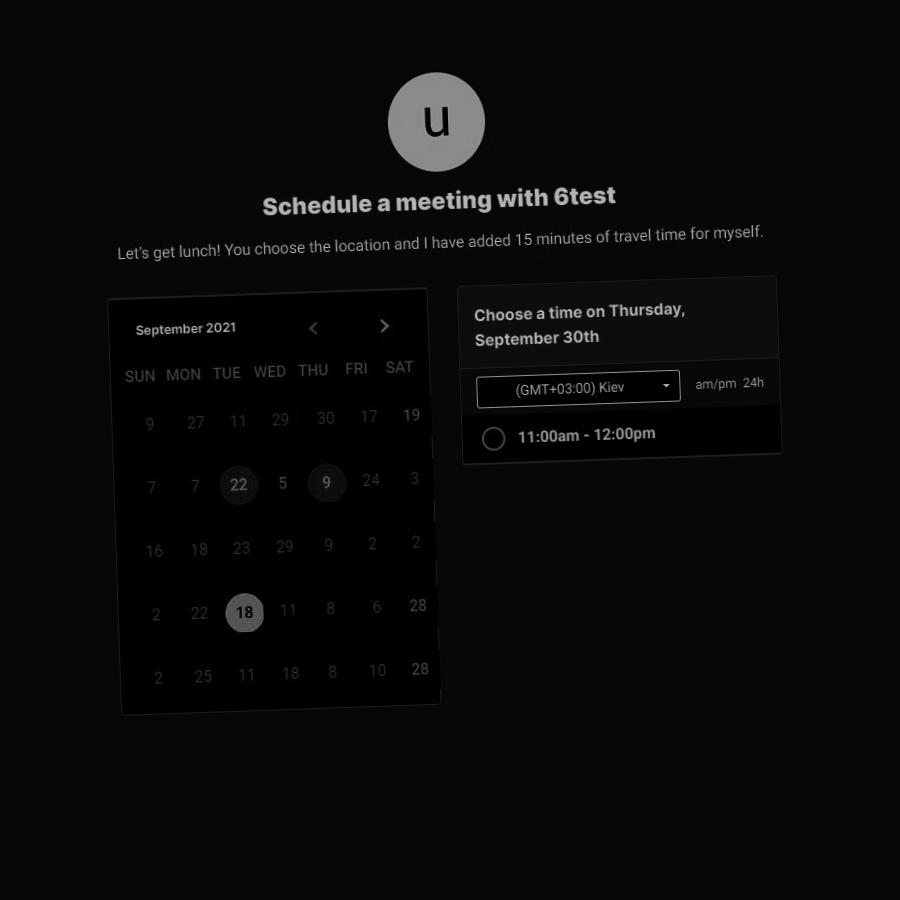 u
Schedule a meeting with 6test
Let's get lunch! You choose the location and I have added 15 minutes of travel time for myself.
September 2021
SUN MON TUE WED THU FRI SAT
9 27 11 29 30 17 19
7 7 22 5 9 24 3
16 18 23 29 9 2 2
2 22 18 11 8 6 28
2 25 11 18 8 10 28
Choose a time on Thursday,
September 30th
(GMT+03:00) Kiev am/pm 24h
11:00am - 12:00pm